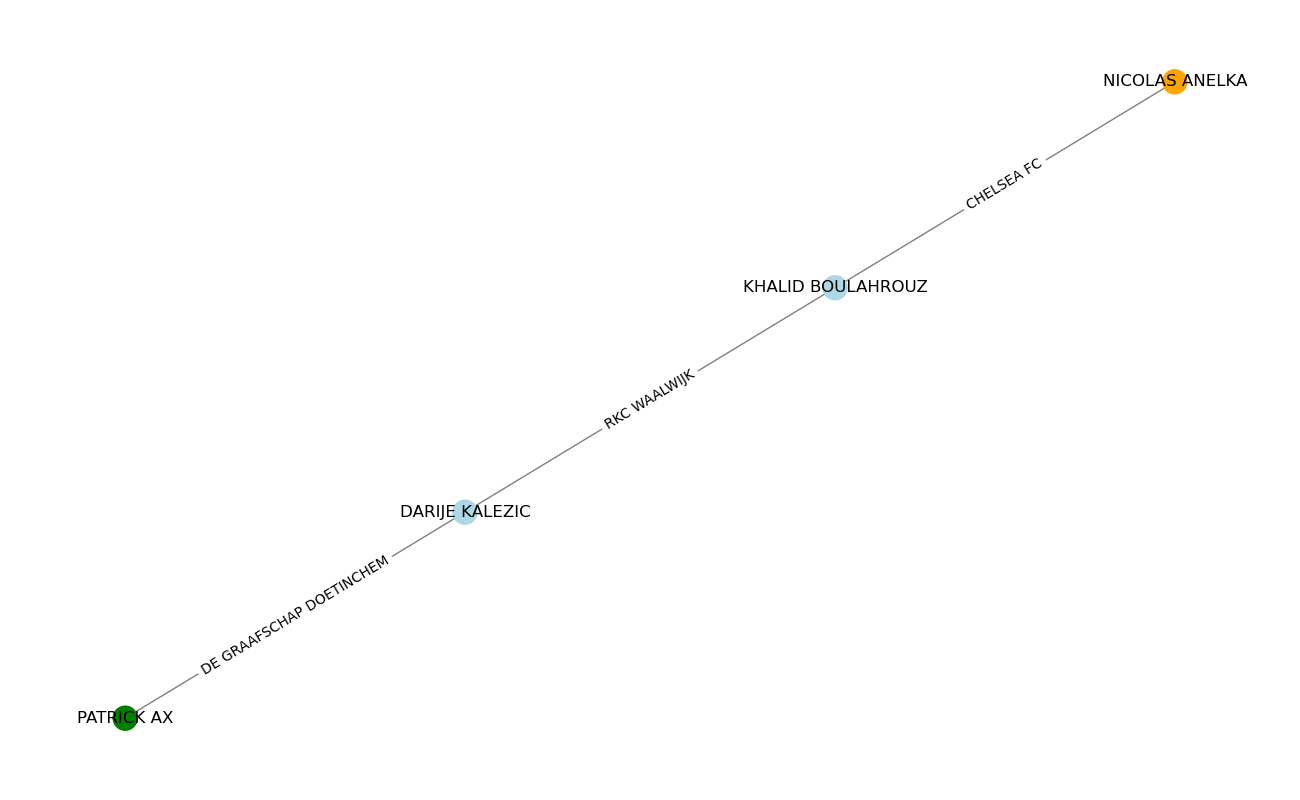 NICOLAS ANELKA
CHELSEA FC
KHALID BOULAHROUZ
RKC WAALWIJK
DARIJE KALEZIC
DE GRAAFSCHAP DOETINCHEM
PATRICK AX